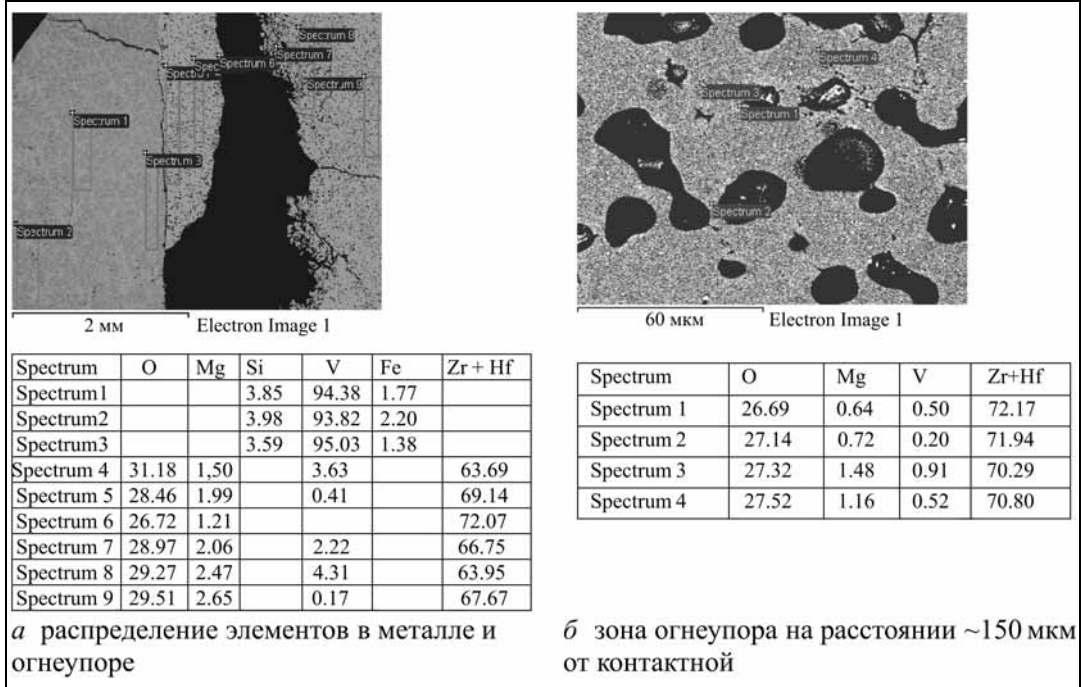 Spectrum 8
Spectrum 7
Spectrum 6
Spectrum 9
Spectrum 1
Spectrum 3
Spectrum 2
2 мм Electron Image 1
Spectrum O Mg Si V Fe Zr + Hf
Spectrum1 3.85 94.38 1.77
Spectrum2 3.98 93.82 2.20
Spectrum3 3.59 95.03 1.38
Spectrum 4 31.18 1,50 3.63 63.69
Spectrum 5 28.46 1.99 0.41 69.14
Spectrum 6 26.72 1.21 72.07
Spectrum 7 28.97 2.06 2.22 66.75
Spectrum 8 29.27 2.47 4.31 63.95
Spectrum 9 29.51 2.65 0.17 67.67
а распределение элементов в металле и
огнеупоре
Spectrum 4
Spectrum 3
Spectrum 1
Spectrum 2
60 мкм Electron Image 1
Spectrum O Mg V Zr+Hf
Spectrum 1 26.69 0.64 0.50 72.17
Spectrum 2 27.14 0.72 0.20 71.94
Spectrum 3 27.32 1.48 0.91 70.29
Spectrum 4 27.52 1.16 0.52 70.80
б зона огнеупора на расстоянии ~150 мкм
от контактной